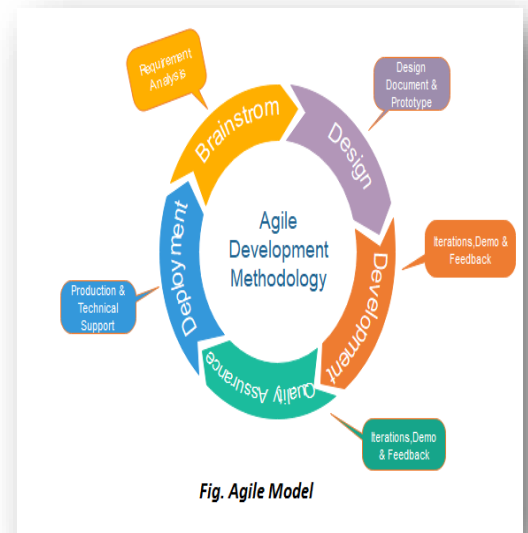 Requirement
Analysis
Brainstrom
Design
Document &
Prototype
Design
Agile
Development
Methodology
Iterations,Demo &
Feedback
Development
Production &
Technical
Support
Deployment
Quality Assurance
Iterations,Demo
& Feedback
Fig. Agile Model